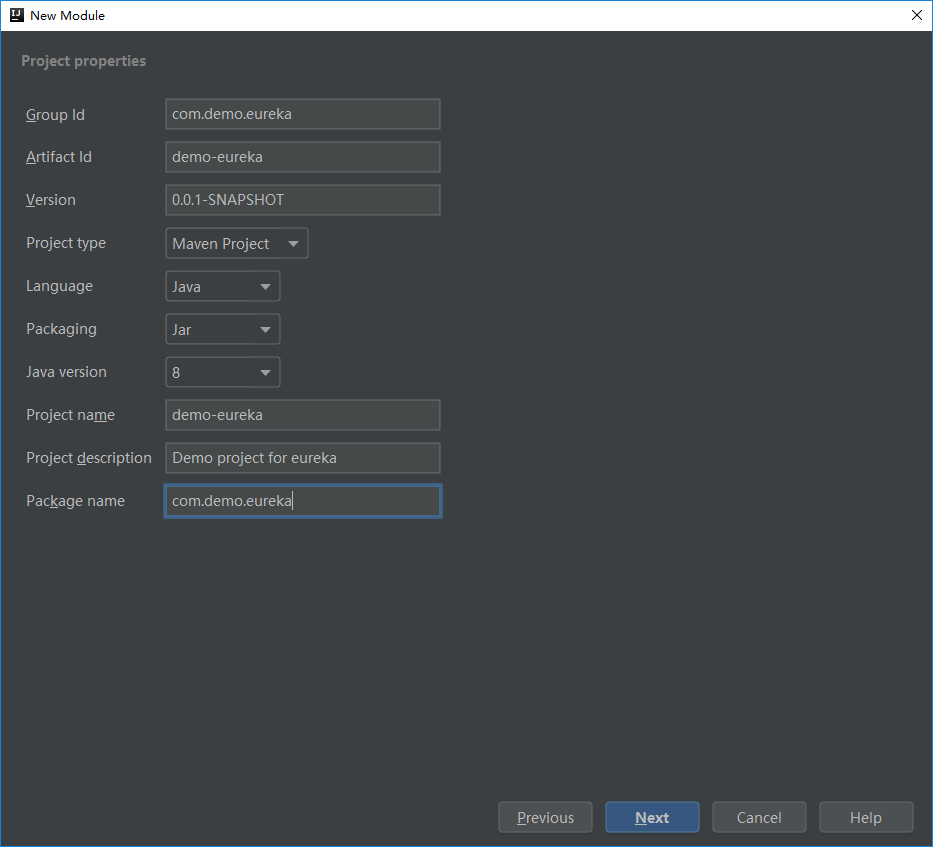 New Module
Project properties
Group Id com.demo.eureka
Artifact Id demo-eureka
Version 0.0.1-SNAPSHOT
Project type Maven Project
Language Java
Packaging Jar
Java version 8
Project name demo-eureka
Project description Demo project for eureka
Package name com.demo.eureka
Previous Next Cancel Help